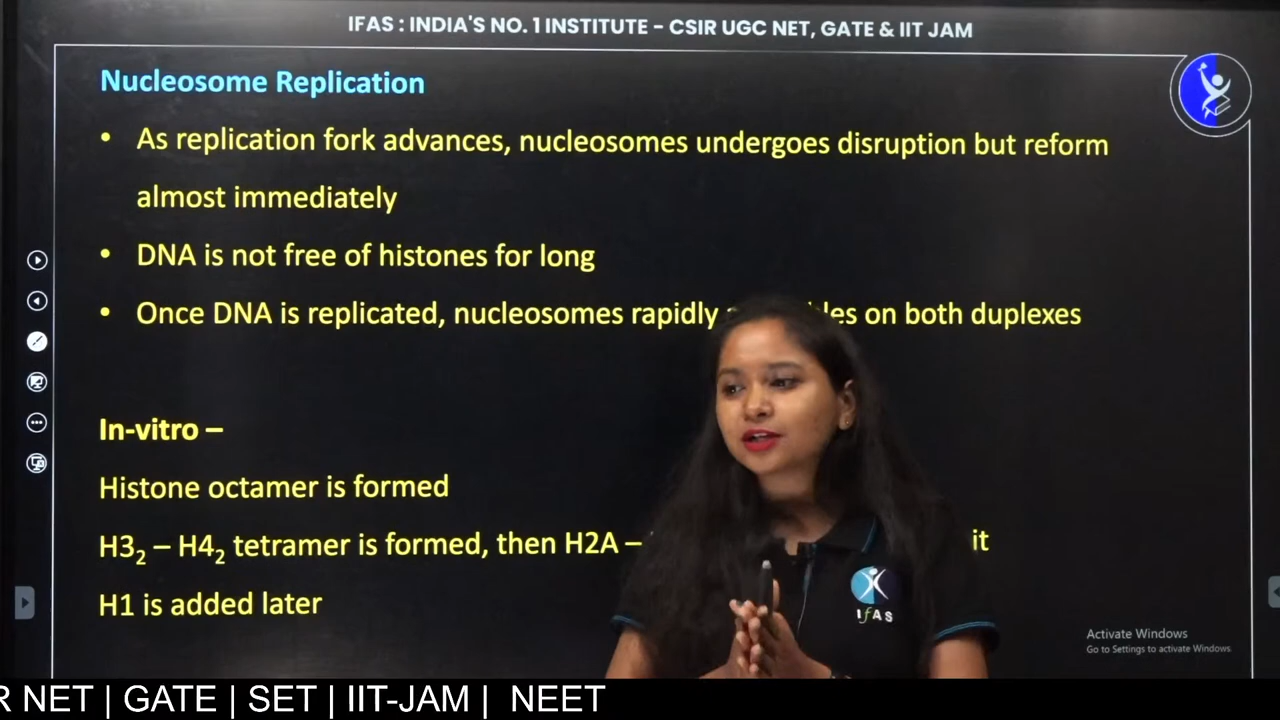 IFAS : INDIA'S NO. 1 INSTITUTE – CSIR UGC NET, GATE & IIT JAM
Nucleosome Replication
• As replication fork advances, nucleosomes undergoes disruption but reform
almost immediately
• DNA is not free of histones for long
• Once DNA is replicated, nucleosomes rapidly on both duplexes
In-vitro –
Histone octamer is formed
H3₂ – H4₂ tetramer is formed, then H2A – it
H1 is added later
IFAS
Activate Windows
Go to Settings to activate Windows
NET | GATE | SET | IIT-JAM | NEET